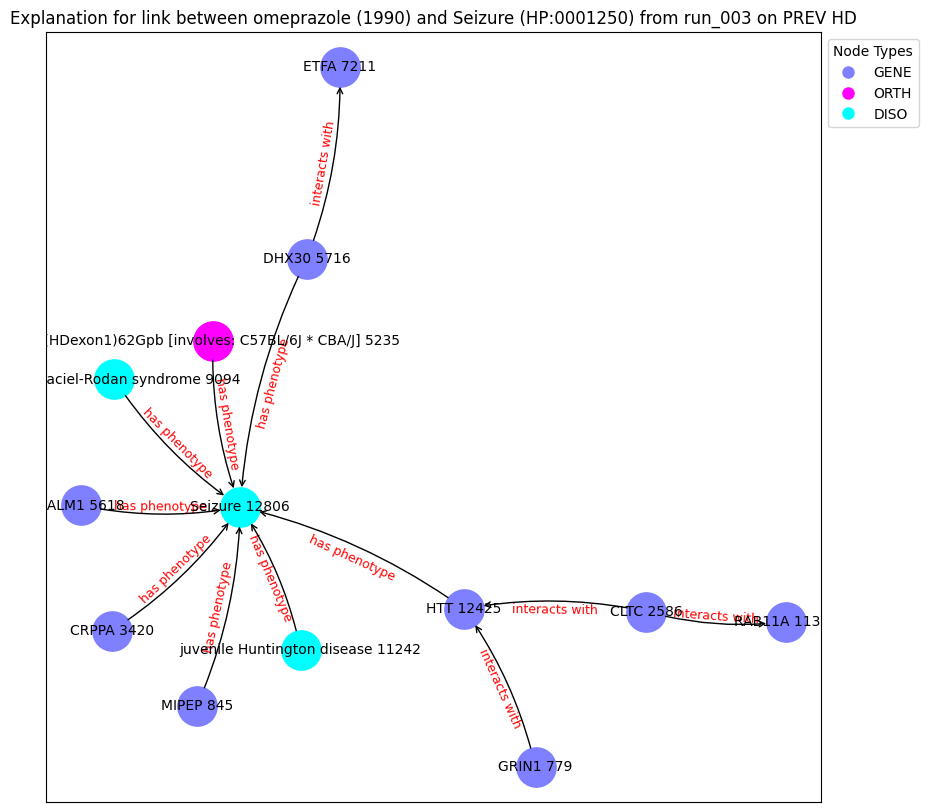 Explanation for link between omeprazole (1990) and Seizure (HP:0001250) from run_003 on PREV HD
Node Types
GENE
ORTH
DISO
ETFA 7211
interacts with
DHX30 5716
has phenotype
HDexon1)62Gpb [involves: C57BL/6J * CBA/J] 5235
has phenotype
aciel-Rodan syndrome 9094
has phenotype
ALM1 5618
has phenotype
Seizure 12806
has phenotype
has phenotype
has phenotype
has phenotype
CRPPA 3420
juvenile Huntington disease 11242
MIPEP 845
HTT 12425
interacts with
CLTC 2586
interacts with
RAB11A 113
interacts with
GRIN1 779